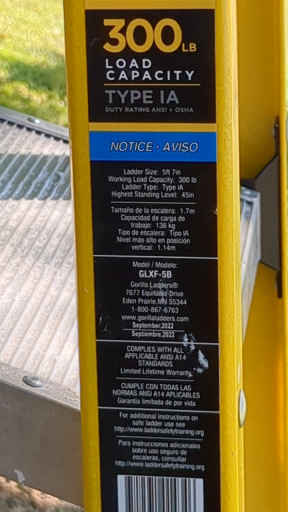 300LB
LOAD
CAPACITY
TYPE IA
DUTY RATING ANSI + OSHA
NOTICE - AVISO
Ladder Size: 5ft 7in
Working Load Capacity: 300 lb
Ladder Type: Type IA
Highest Standing Level: 45in
Tamaño de la escalera: 1.7m
Capacidad de carga de
trabajo: 136 kg
Tipo de escalera: Tipo IA
Nivel más alto en posición
vertical: 1.14m
Model / Modelo:
GLXF-5B
Gorilla Ladders®
7677 Equitable Drive
Eden Prairie, MN 55344
1-800-867-6763
www.gorillaladders.com
September,2022
Septiembre,2022
COMPLIES WITH ALL
APPLICABLE ANSI A14
STANDARDS
Limited Lifetime Warranty
CUMPLE CON TODAS LAS
NORMAS ANSI A14 APLICABLES
Garantía limitada de por vida
For additional instructions on
safe ladder use see
http://www.laddersafetytraining.org
Para instrucciones adicionales
sobre uso seguro de
escaleras, consultar
http://www.laddersafetytraining.org